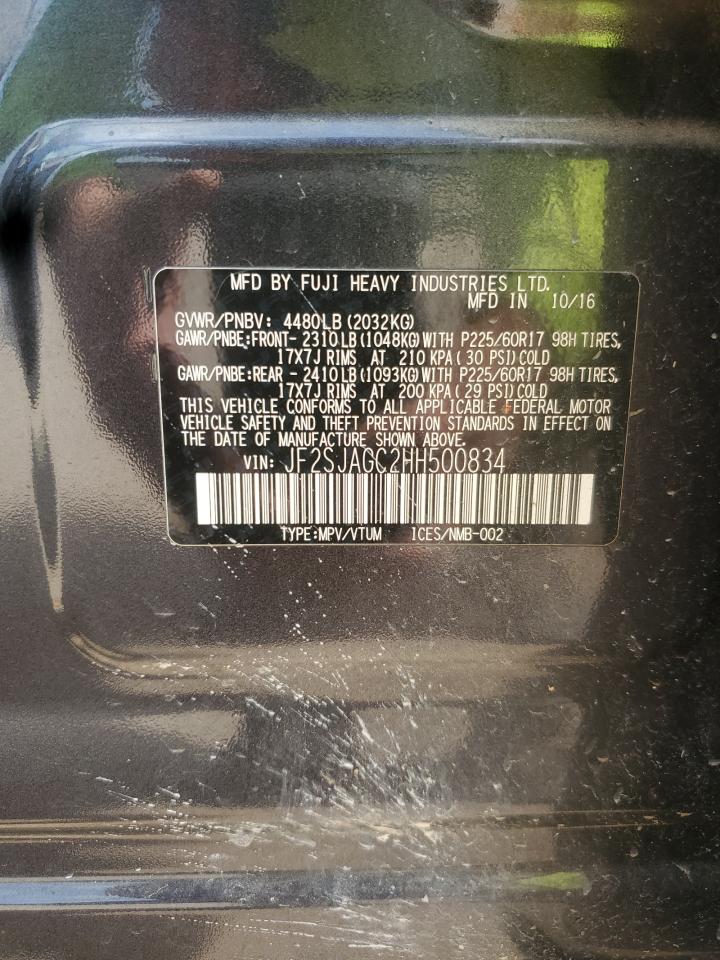 MFD BY FUJI HEAVY INDUSTRIES LTD.
MFD IN 10/16
GVWR/PNBV: 4480LB (2032KG)
GAWR/PNBE:FRONT- 2310LB (1048KG) WITH P225/60R17 98H TIRES,
17X7J RIMS AT 210 KPA ( 30 PSI) COLD
GAWR/PNBE:REAR - 2410LB (1093KG) WITH P225/60R17 98H TIRES,
17X7J RIMS AT 200 KPA ( 29 PSI) COLD
THIS VEHICLE CONFORMS TO ALL APPLICABLE FEDERAL MOTOR
VEHICLE SAFETY AND THEFT PREVENTION STANDARDS IN EFFECT ON
THE DATE OF MANUFACTURE SHOWN ABOVE.
VIN: JF2SJAGC2HH500834
TYPE:MPV/VTUM ICES/NMB-002